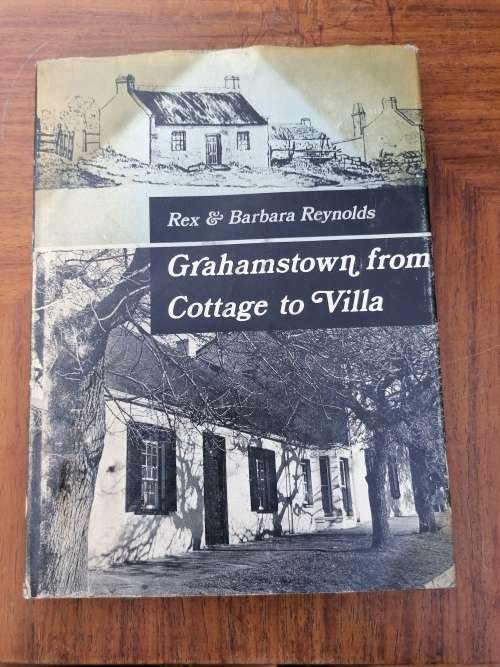 Rex & Barbara Reynolds
Grahamstown from
Cottage to Villa